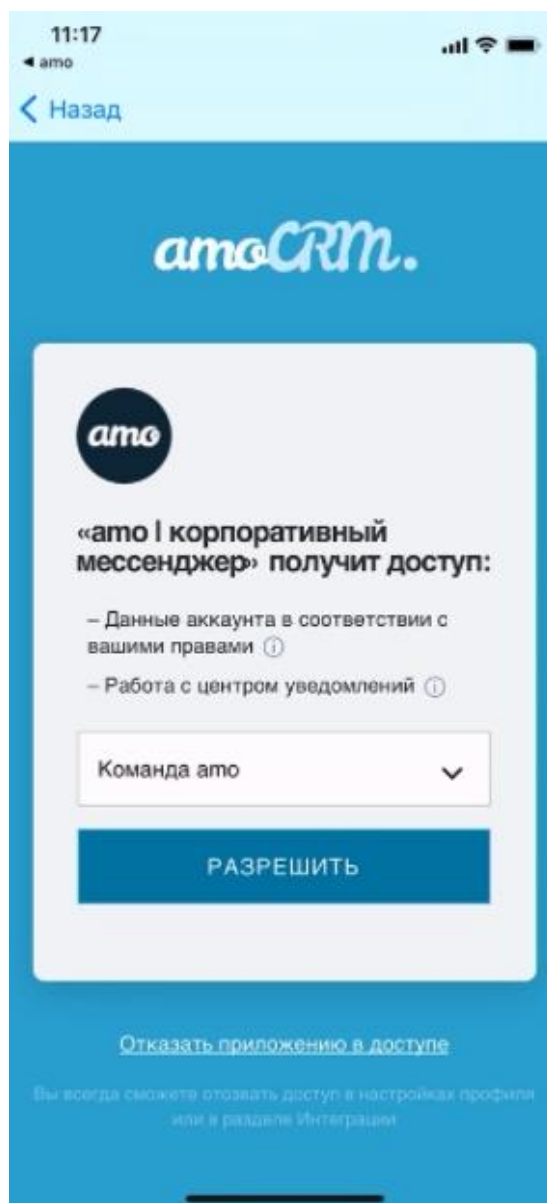 11:17
amo
Назад
amoCRM.
amo
«amo | корпоративный
мессенджер» получит доступ:
– Данные аккаунта в соответствии с
вашими правами
– Работа с центром уведомлений
Команда amo
РАЗРЕШИТЬ
Отказать приложению в доступе
Вы всегда сможете отозвать доступ в настройках профиля
или в разделе Интеграции